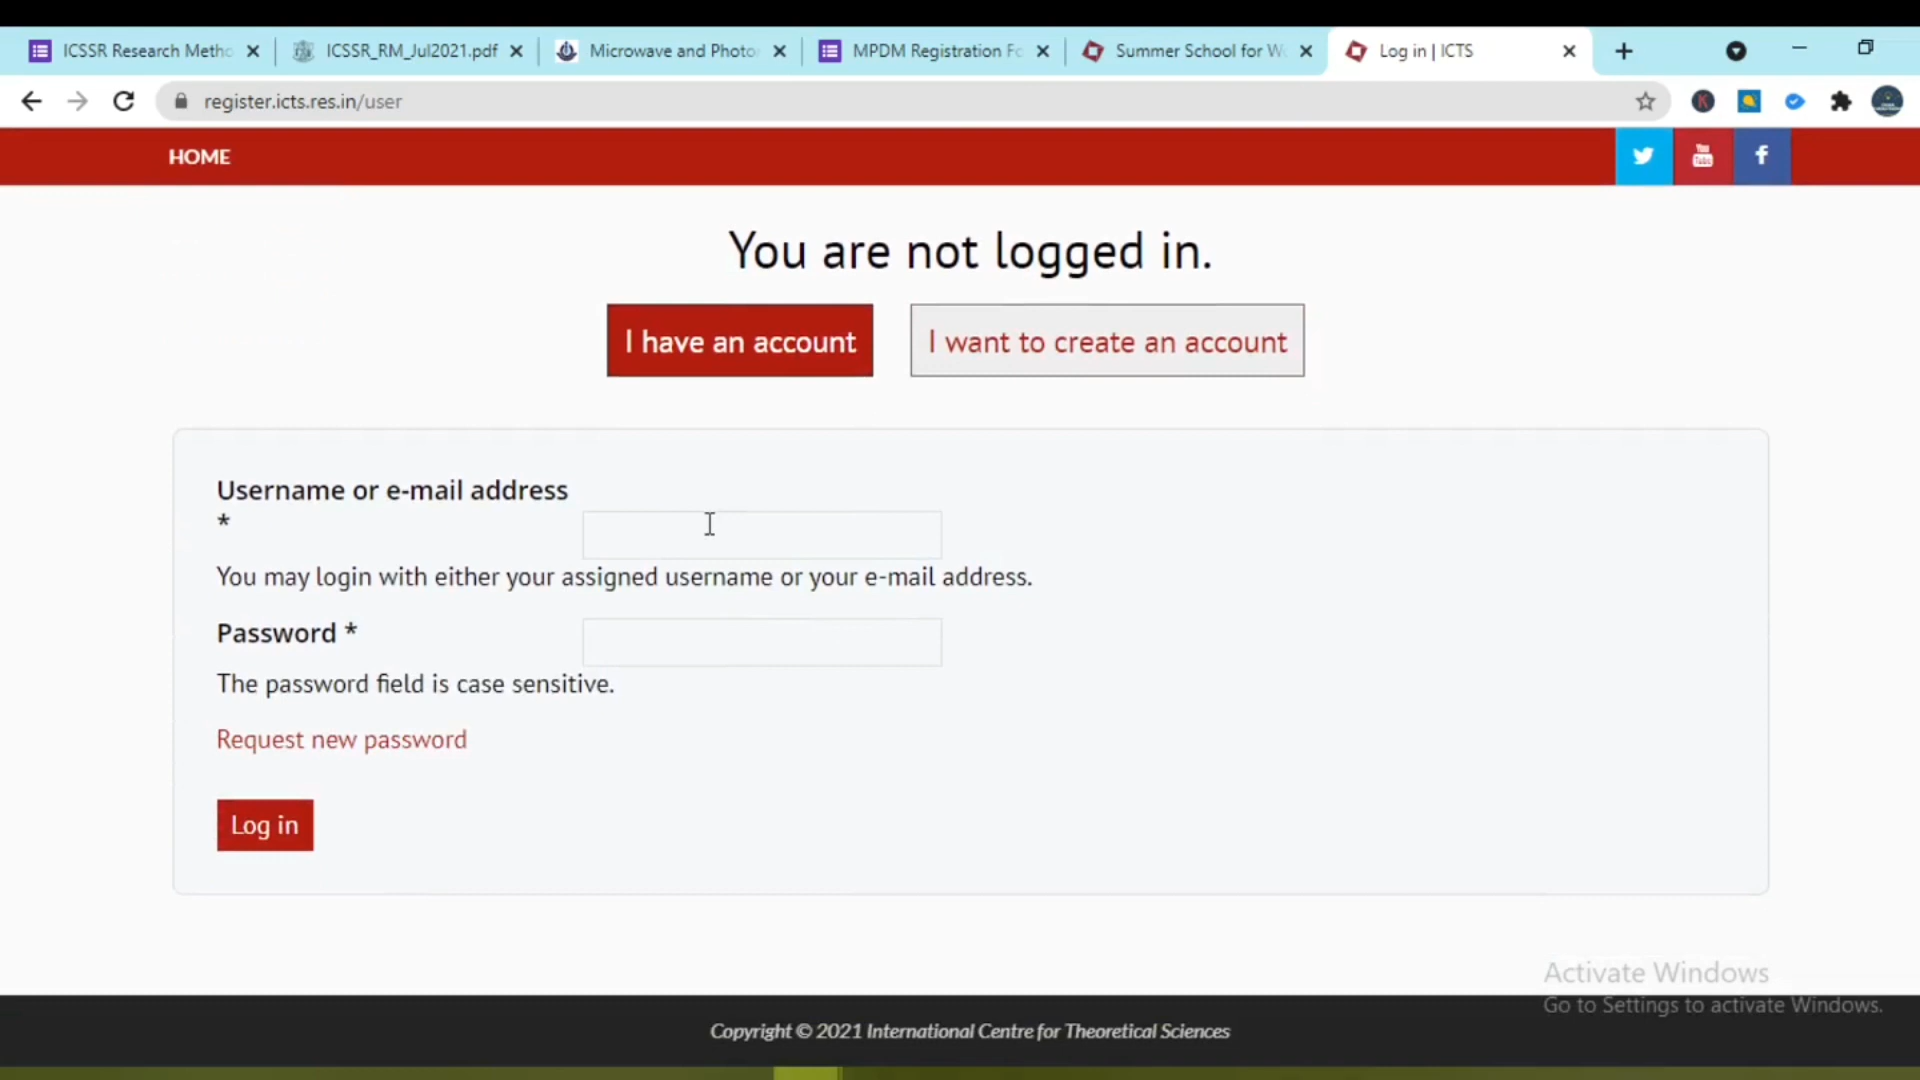 ICSSR Research Metho
ICSSR_RM_Jul2021.pdf
Microwave and Photo
MPDM Registration Fo
Summer School for Wo
Log in | ICTS
register.icts.res.in/user
HOME
You are not logged in.
I have an account
I want to create an account
Username or e-mail address
*
You may login with either your assigned username or your e-mail address.
Password *
The password field is case sensitive.
Request new password
Log in
Activate Windows
Go to Settings to activate Windows.
Copyright © 2021 International Centre for Theoretical Sciences